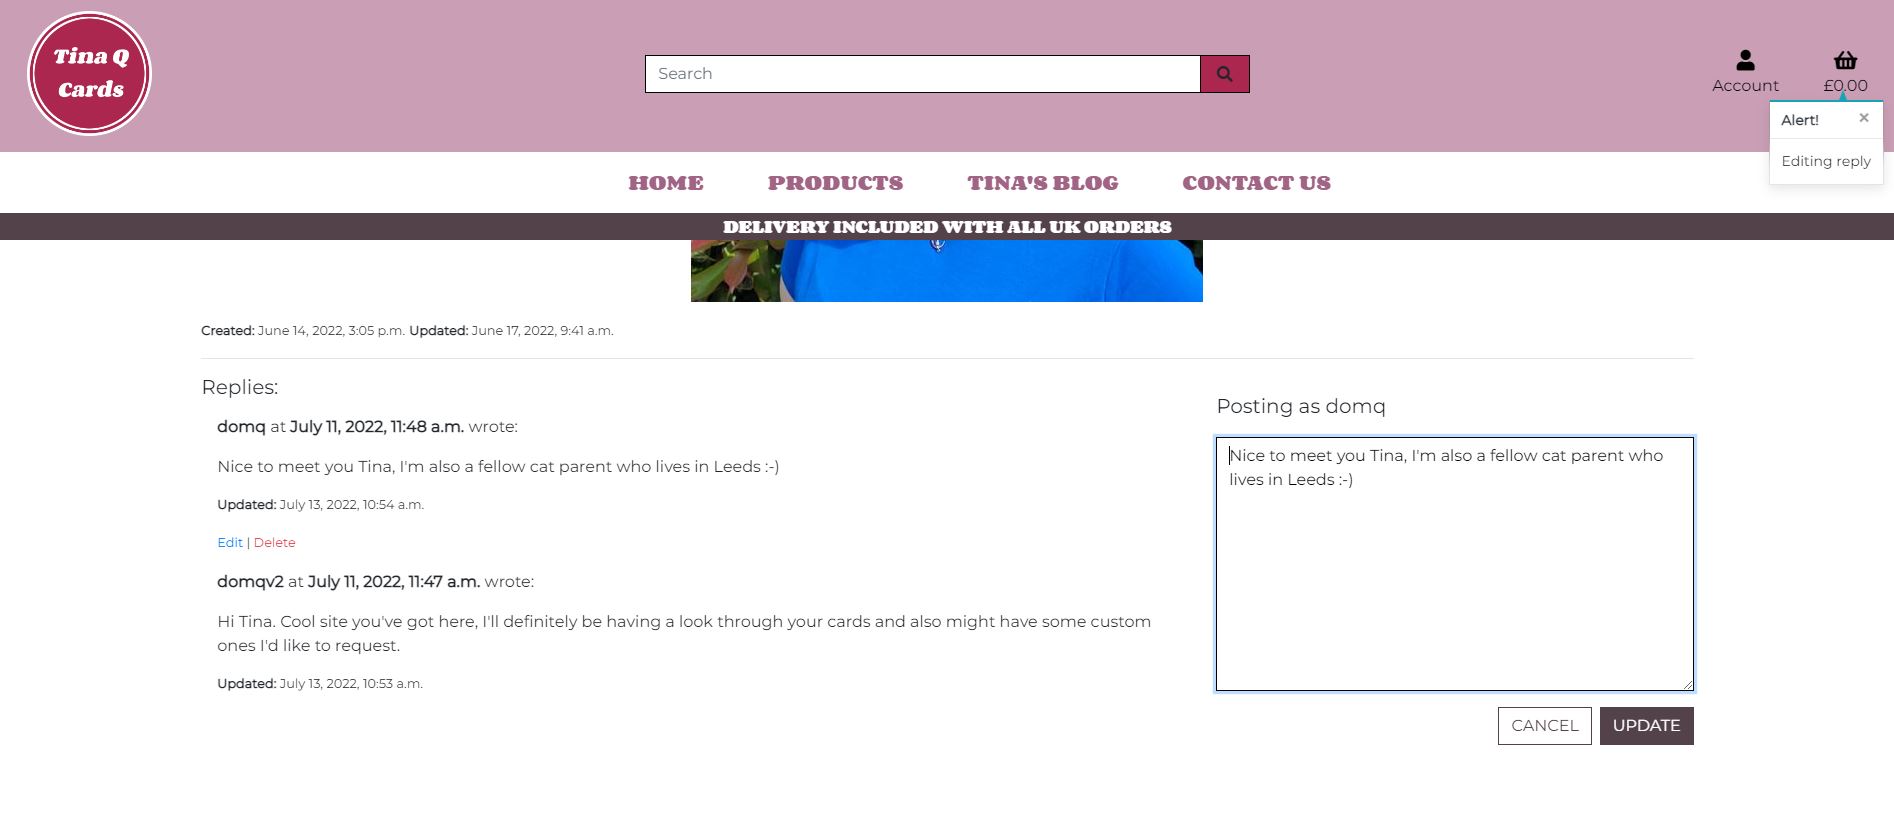 Tina Q
Cards
Search
Account
£0.00
Alert!
×
Editing reply
HOME PRODUCTS TINA'S BLOG CONTACT US
DELIVERY INCLUDED WITH ALL UK ORDERS
Created: June 14, 2022, 3:05 p.m. Updated: June 17, 2022, 9:41 a.m.
Replies:
domq at July 11, 2022, 11:48 a.m. wrote:
Nice to meet you Tina, I'm also a fellow cat parent who lives in Leeds :-)
Updated: July 13, 2022, 10:54 a.m.
Edit | Delete
domqv2 at July 11, 2022, 11:47 a.m. wrote:
Hi Tina. Cool site you've got here, I'll definitely be having a look through your cards and also might have some custom
ones I'd like to request.
Updated: July 13, 2022, 10:53 a.m.
Posting as domq
Nice to meet you Tina, I'm also a fellow cat parent who
lives in Leeds :-)
CANCEL
UPDATE